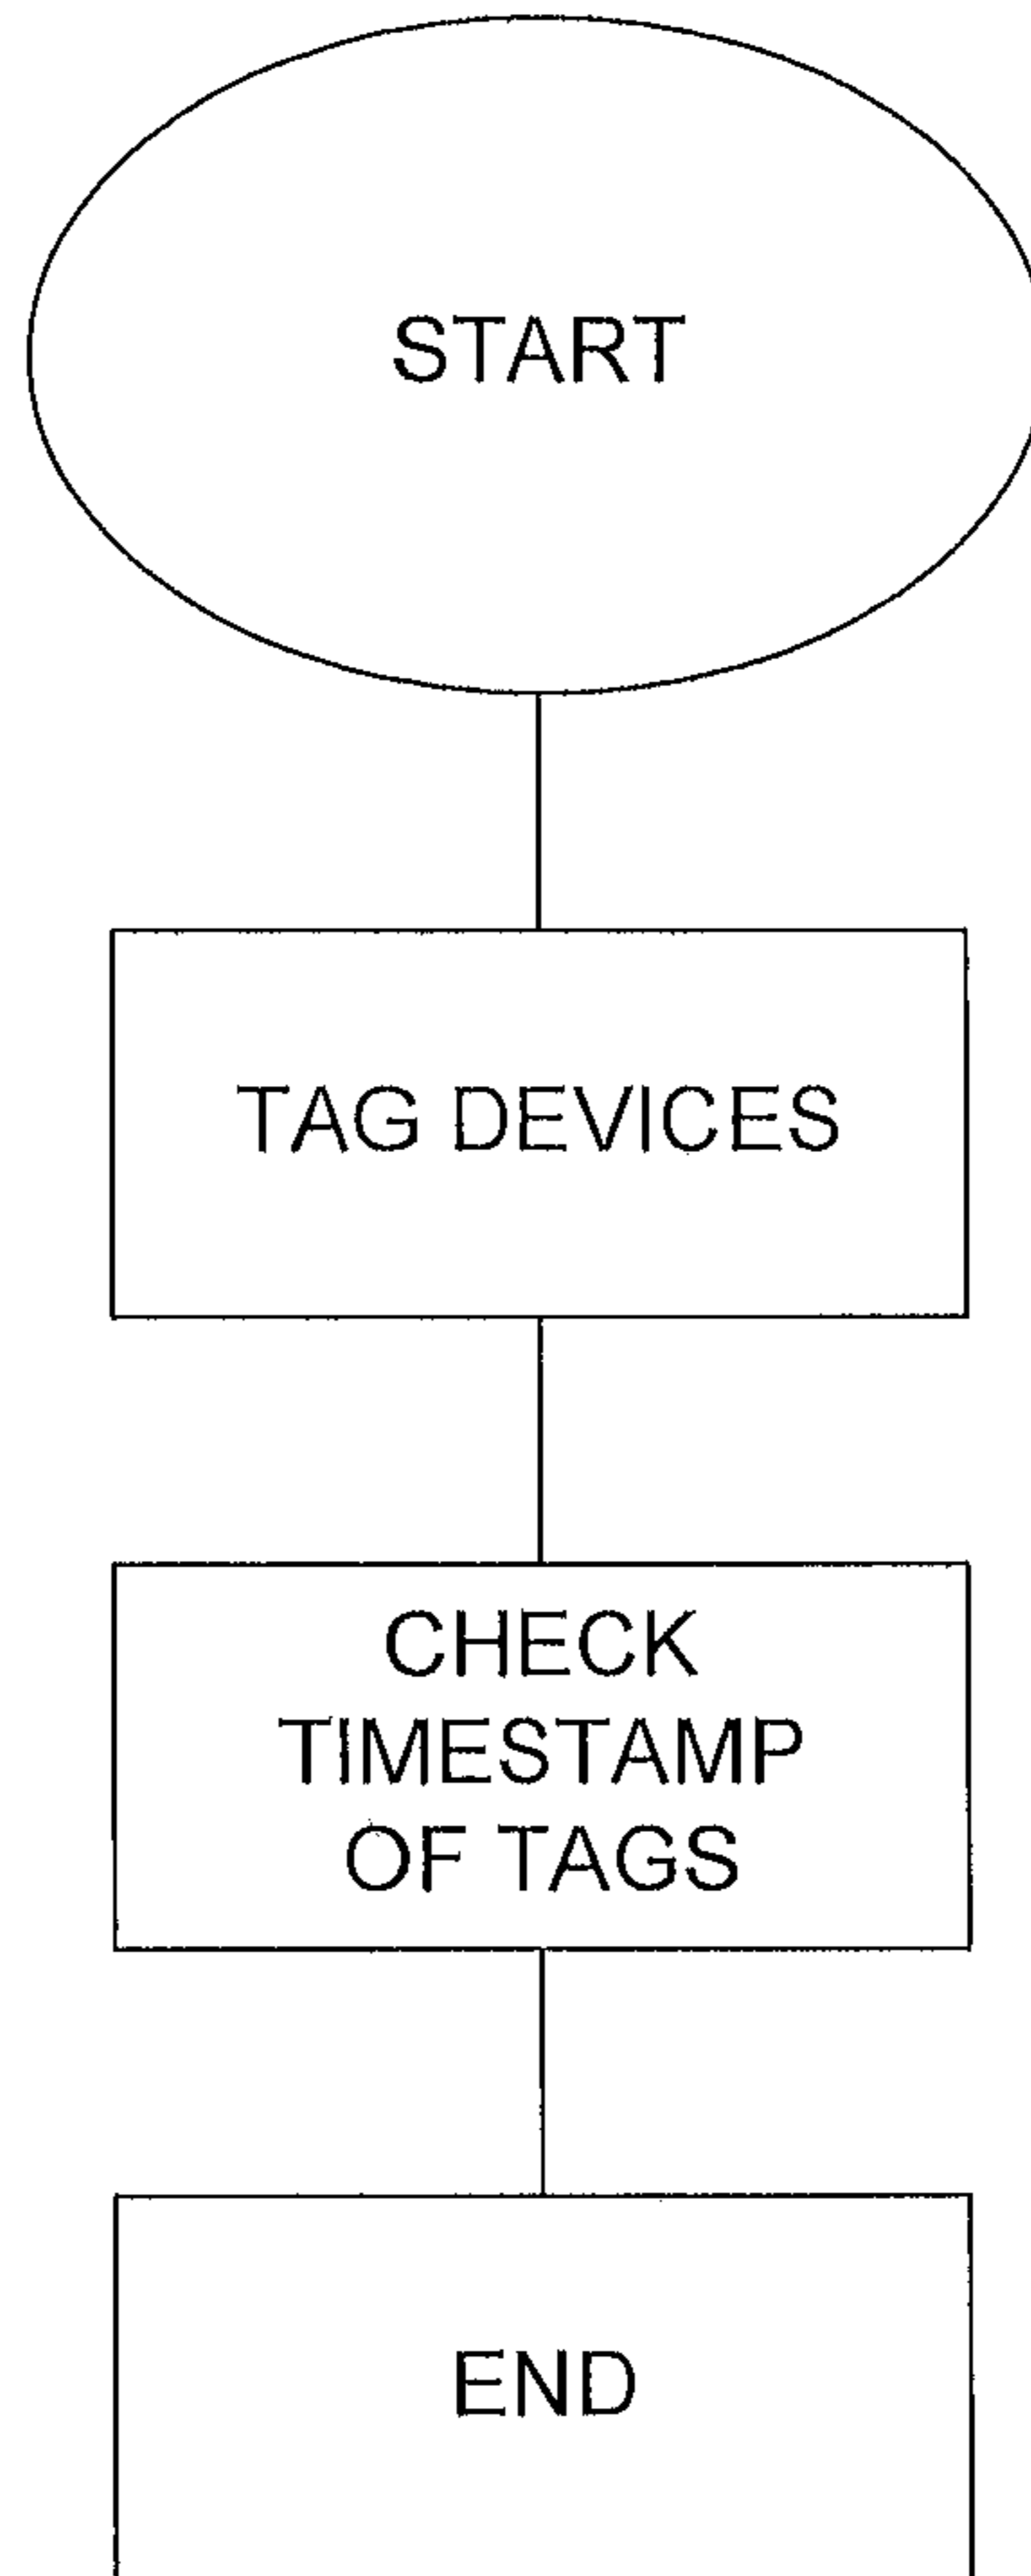 START
TAG DEVICES
CHECK
TIMESTAMP
OF TAGS
END